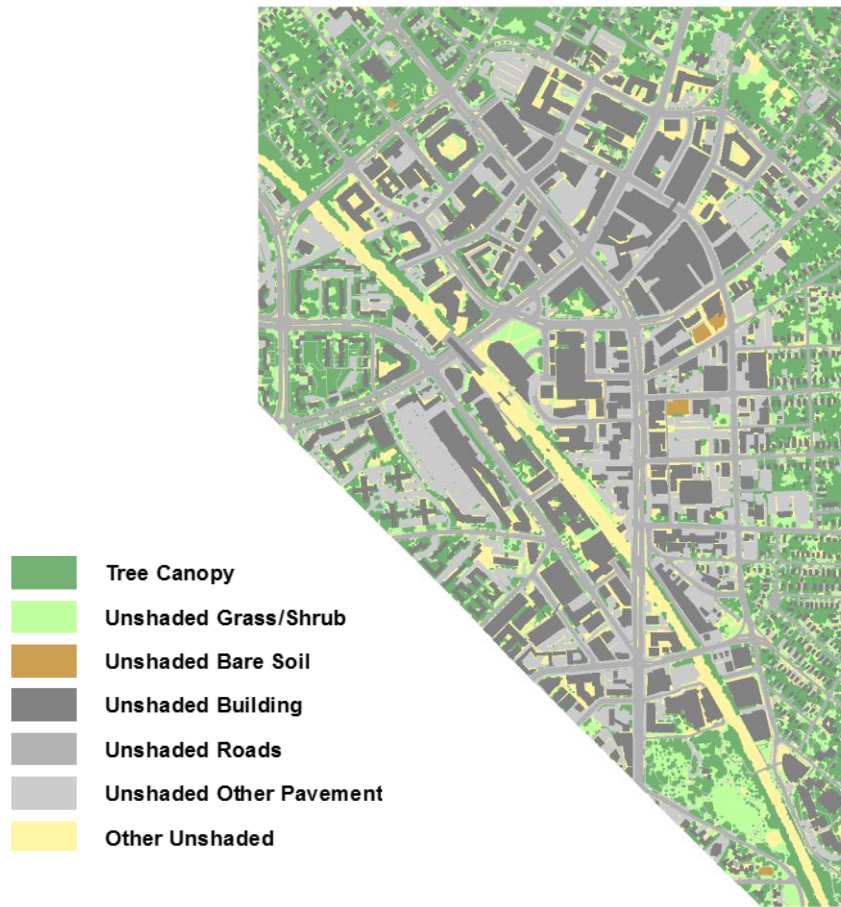 Tree Canopy
Unshaded Grass/Shrub
Unshaded Bare Soil
Unshaded Building
Unshaded Roads
Unshaded Other Pavement
Other Unshaded